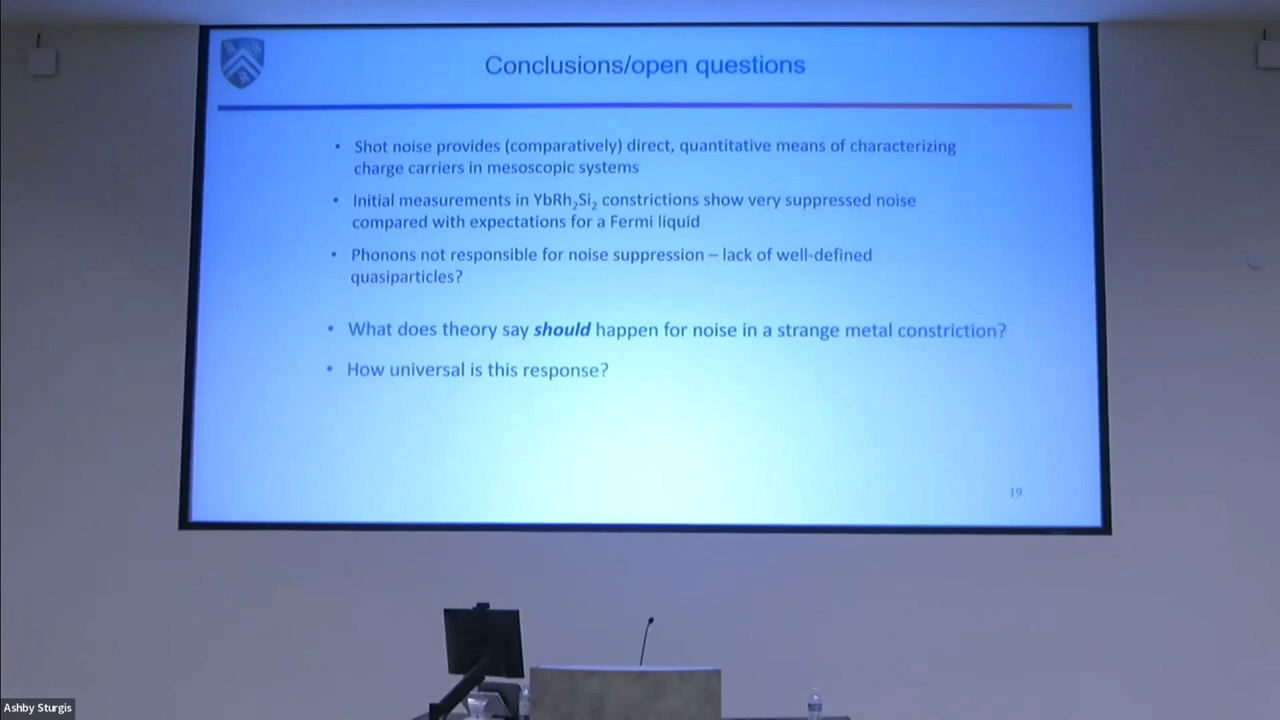 Conclusions/open questions
• Shot noise provides (comparatively) direct, quantitative means of characterizing
charge carriers in mesoscopic systems
• Initial measurements in YbRh₂Si₂ constrictions show very suppressed noise
compared with expectations for a Fermi liquid
• Phonons not responsible for noise suppression – lack of well-defined
quasiparticles?
• What does theory say should happen for noise in a strange metal constriction?
• How universal is this response?
19
Ashby Sturgis